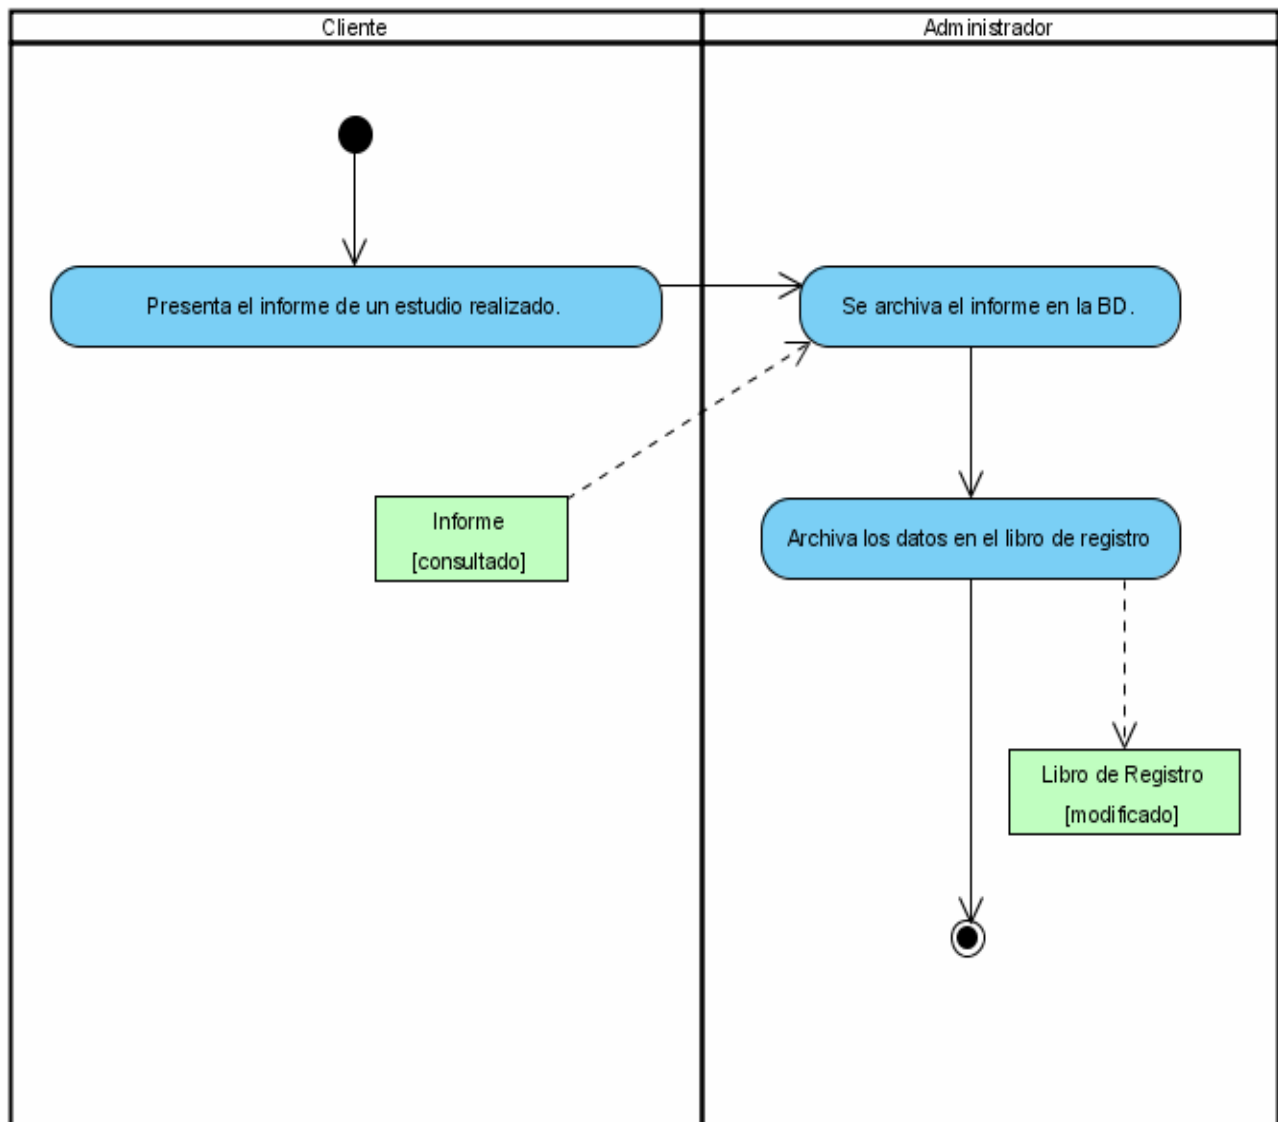 Cliente
Administrador
Presenta el informe de un estudio realizado.
Se archiva el informe en la BD.
Informe
[consultado]
Archiva los datos en el libro de registro
Libro de Registro
[modificado]